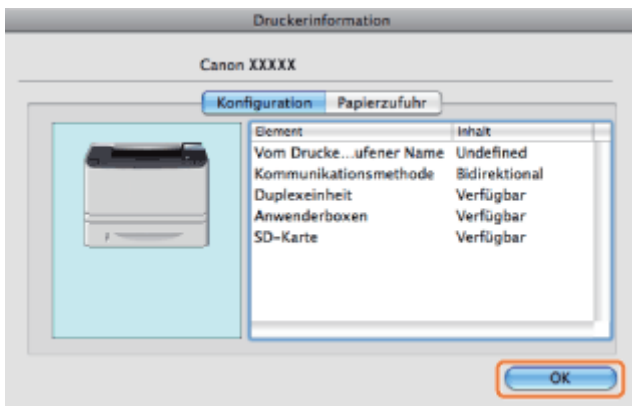 Druckerinformation
Canon XXXXX
Konfiguration Papierzufuhr
Element Inhalt
Vom Drucke...ufener Name Undefined
Kommunikationsmethode Bidirektional
Duplexeinheit Verfügbar
Anwenderboxen Verfügbar
SD-Karte Verfügbar
OK